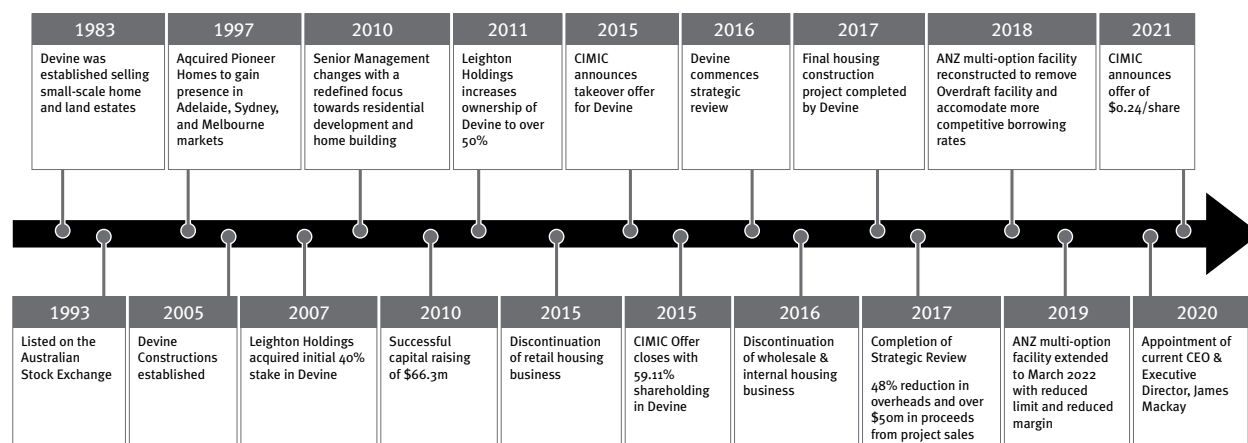 1983
Devine was
established selling
small-scale home
and land estates
1997
Aqcuired Pioneer
Homes to gain
presence in
Adelaide, Sydney,
and Melbourne
markets
2010
Senior Management
changes with a
redefined focus
towards residential
development and
home building
2011
Leighton
Holdings
increases
ownership of
Devine to over
50%
2015
CIMIC
announces
takeover offer
for Devine
2016
Devine
commences
strategic
review
2017
Final housing
construction
project completed
by Devine
2018
ANZ multi-option facility
reconstructed to remove
Overdraft facility and
accomodate more
competitive borrowing
rates
2021
CIMIC
announces
offer of
$0.24/share
1993
Listed on the
Australian
Stock Exchange
2005
Devine
Constructions
established
2007
Leighton Holdings
acquired initial 40%
stake in Devine
2010
Successful
capital raising
of $66.3m
2015
Discontinuation
of retail housing
business
2015
CIMIC Offer
closes with
59.11%
shareholding
in Devine
2016
Discontinuation
of wholesale &
internal housing
business
2017
Completion of
Strategic Review
48% reduction in
overheads and over
$50m in proceeds
from project sales
2019
ANZ multi-option
facility extended
to March 2022
with reduced
limit and reduced
margin
2020
Appointment of
current CEO &
Executive
Director, James
Mackay